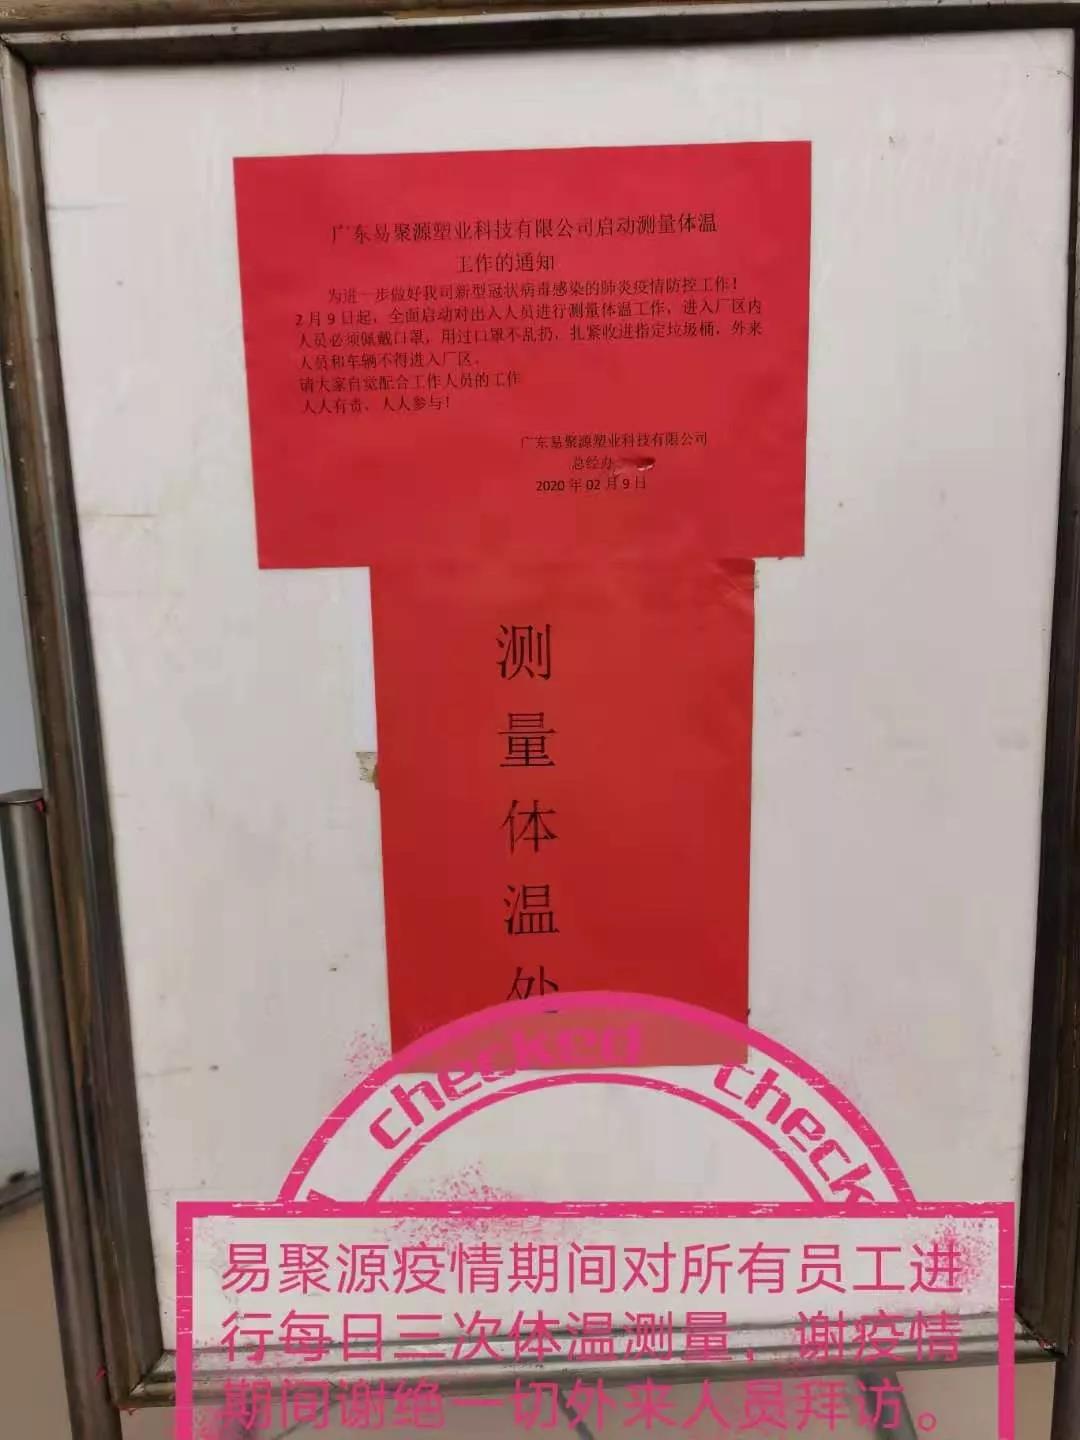 广东易聚源塑业科技有限公司启动测量体温
工作的通知
为进一步做好我司新型冠状病毒感染的肺炎疫情防控工作！
2月9日起，全面启动对出入人员进行测量体温工作，进入厂区内
人员必须佩戴口罩，用过口罩不乱扔，扎紧收进指定垃圾桶，外来
人员和车辆不得进入厂区。
请大家自觉配合工作人员的工作
人人有责，人人参与！
广东易聚源塑业科技有限公司
总经办
2020年02月9日
测
量
体
温
处
checked checked
易聚源疫情期间对所有员工进
行每日三次体温测量，谢疫情
期间谢绝一切外来人员拜访。